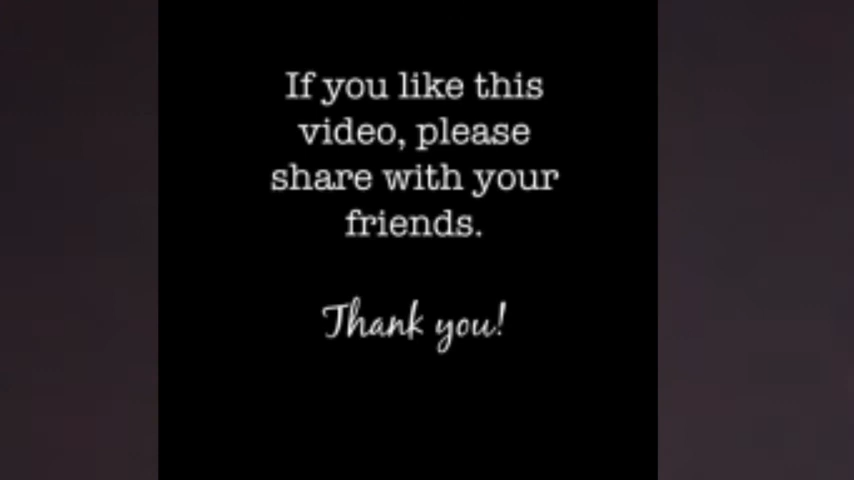 If you like this
video, please
share with your
friends.
Thank you!